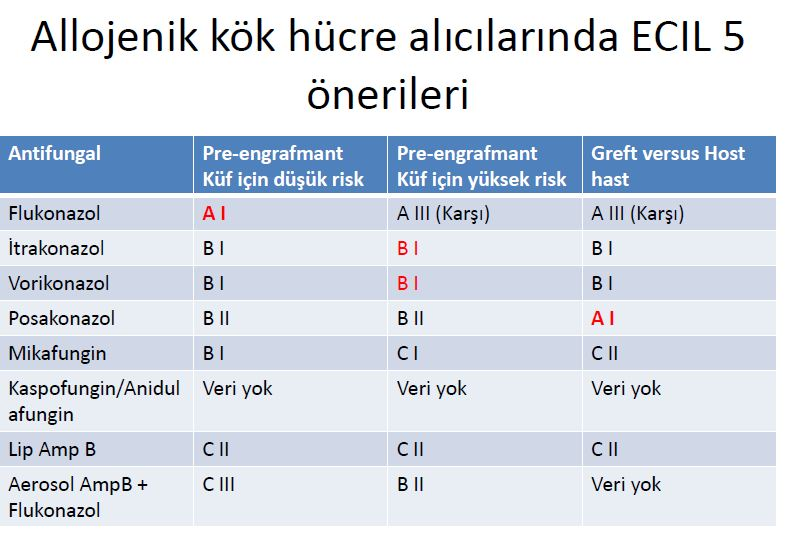 Allojenik kök hücre alıcılarında ECIL 5
önerileri
Antifungal Pre-engrafmant Pre-engrafmant Greft versus Host
Küf için düşük risk Küf için yüksek risk hast
Flukonazol A I A III (Karşı) A III (Karşı)
İtrakonazol B I B I B I
Vorikonazol B I B I B I
Posakonazol B II B II A I
Mikafungin B I C I C II
Kaspofungin/Anidul Veri yok Veri yok Veri yok
afungin
Lip Amp B C II C II C II
Aerosol AmpB + C III B II Veri yok
Flukonazol